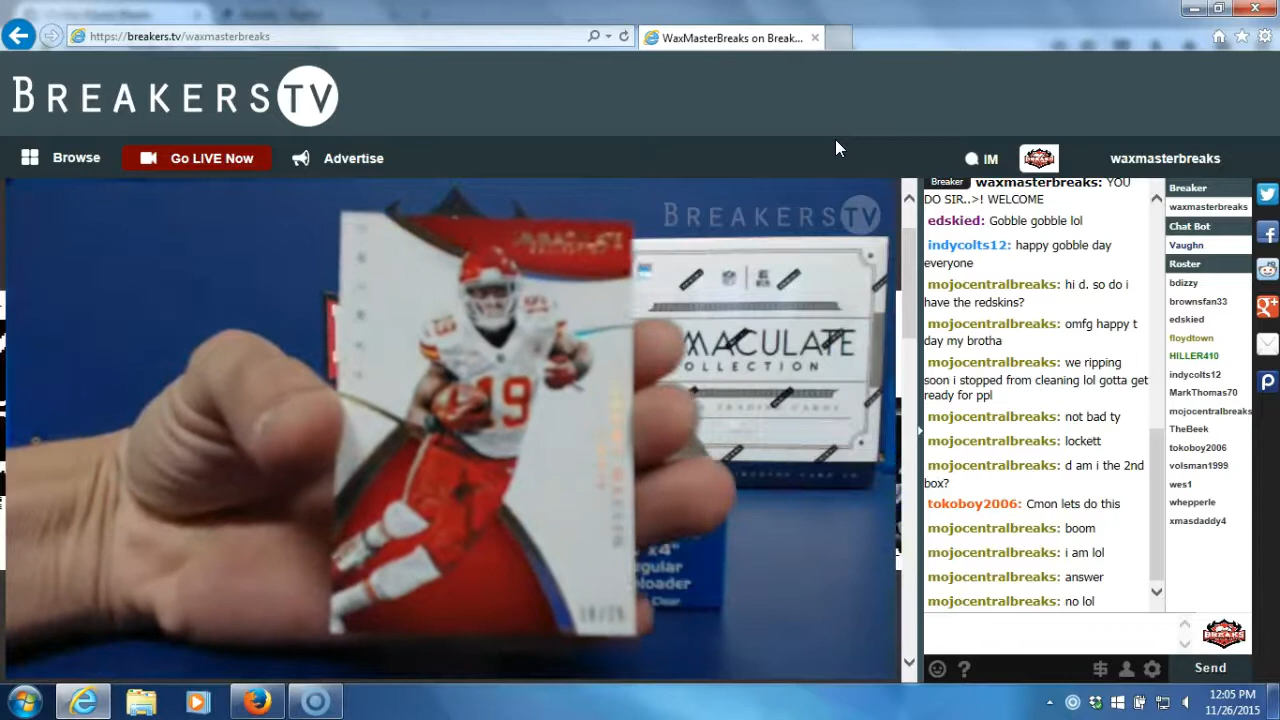 https://breakers.tv/waxmasterbreaks
WaxMasterBreaks on Break...
BREAKERSTV
Browse
Go LIVE Now
Advertise
IM
waxmasterbreaks
BREAKERSTV
19
COLLECTION
x4"
Breaker waxmasterbreaks: YOU
DO SIR..>! WELCOME
edskied: Gobble gobble lol
indycolts12: happy gobble day
everyone
mojocentralbreaks: hi d. so do i
have the redskins?
mojocentralbreaks: omfg happy t
day my brotha
mojocentralbreaks: we ripping
soon i stopped from cleaning lol gotta get
ready for ppl
mojocentralbreaks: not bad ty
mojocentralbreaks: lockett
mojocentralbreaks: d am i the 2nd
box?
tokoboy2006: Cmon lets do this
mojocentralbreaks: boom
mojocentralbreaks: i am lol
mojocentralbreaks: answer
mojocentralbreaks: no lol
Send
Breaker
waxmasterbreaks
Chat Bot
Vaughn
Roster
bdizzy
brownsfan33
edskied
floydtown
HILLER410
indycolts12
MarkThomas70
mojocentralbreaks
TheBeek
tokoboy2006
volsman1999
wes1
whepperle
xmasdaddy4
12:05 PM
11/26/2015